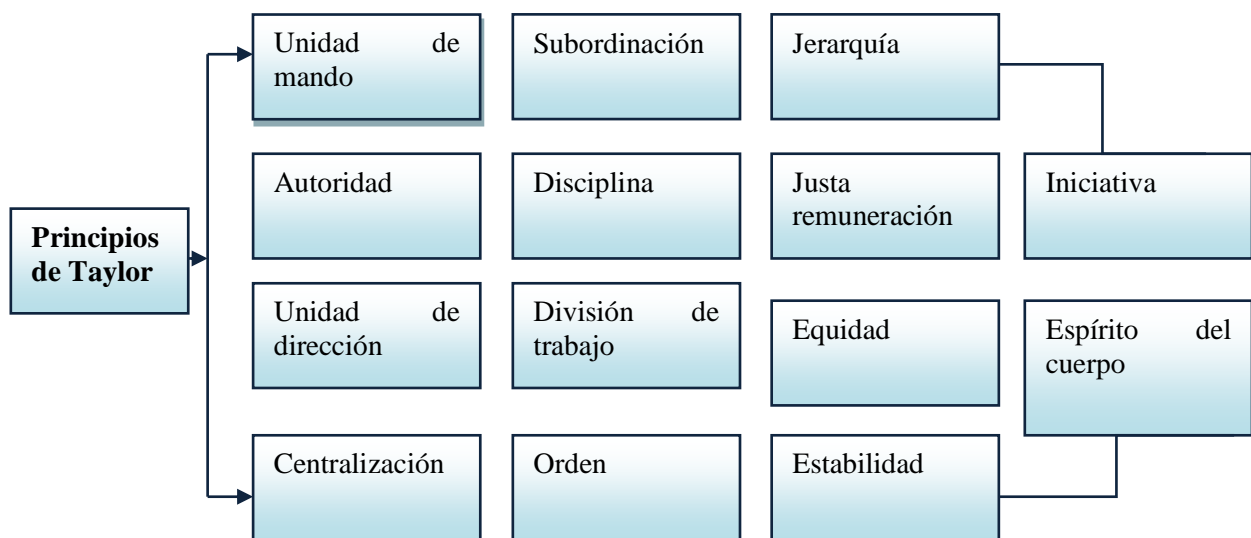 Principios
de Taylor
Unidad de
mando
Subordinación
Jerarquía
Autoridad
Disciplina
Justa
remuneración
Iniciativa
Unidad de
dirección
División de
trabajo
Equidad
Espírito del
cuerpo
Centralización
Orden
Estabilidad